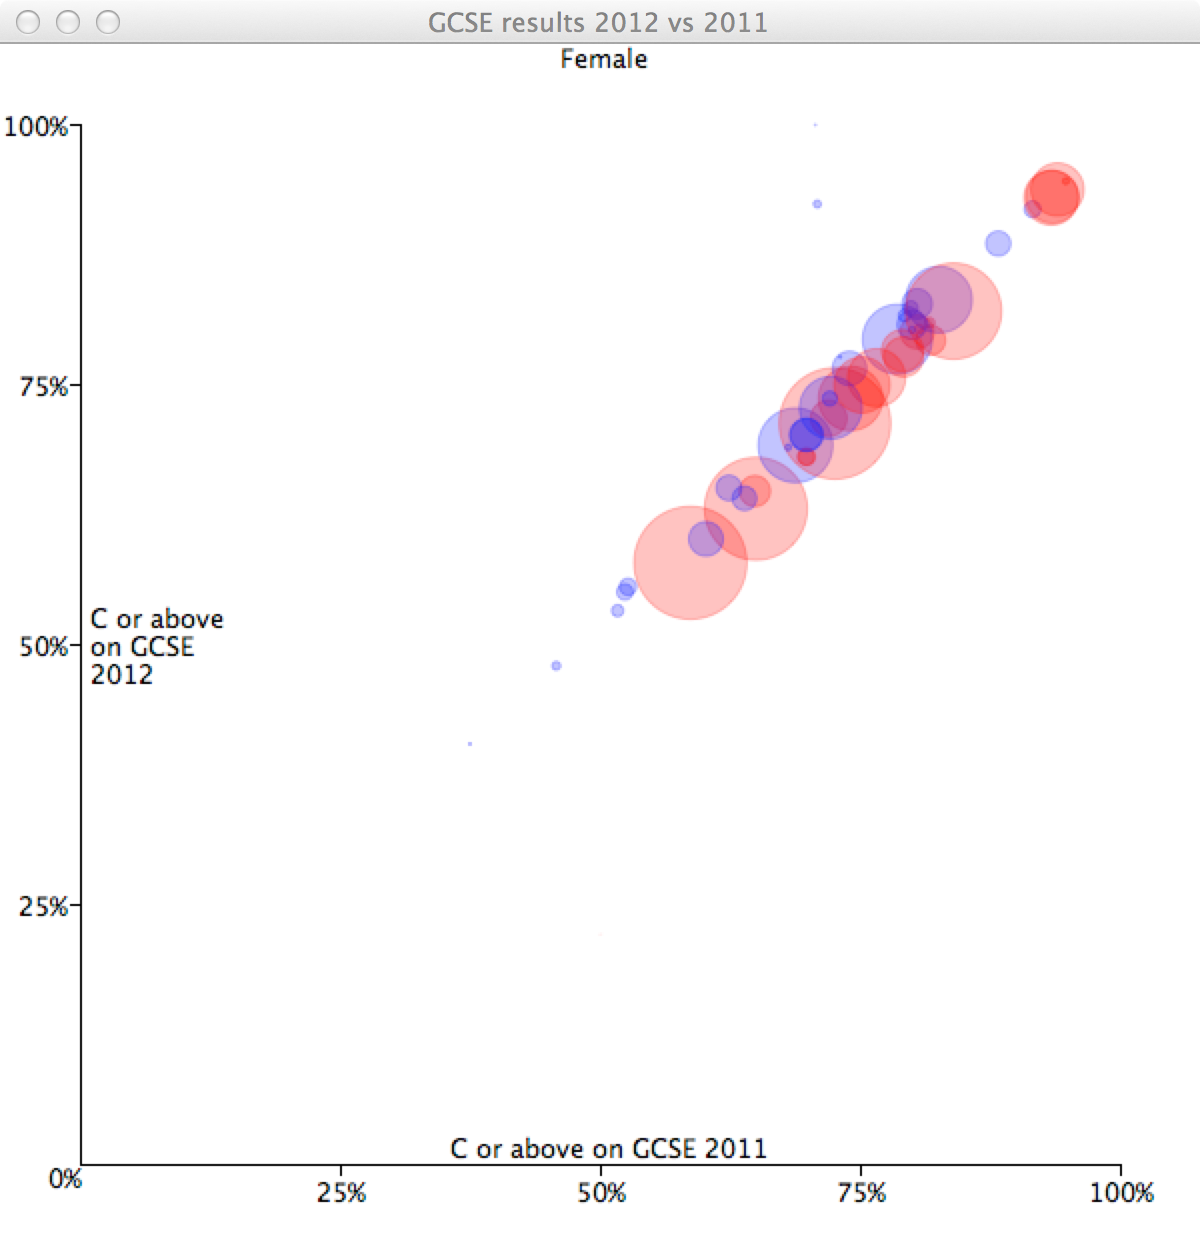 GCSE results 2012 vs 2011
Female
100%
75%
C or above
on GCSE
2012
50%
25%
C or above on GCSE 2011
0%
25%
50%
75%
100%